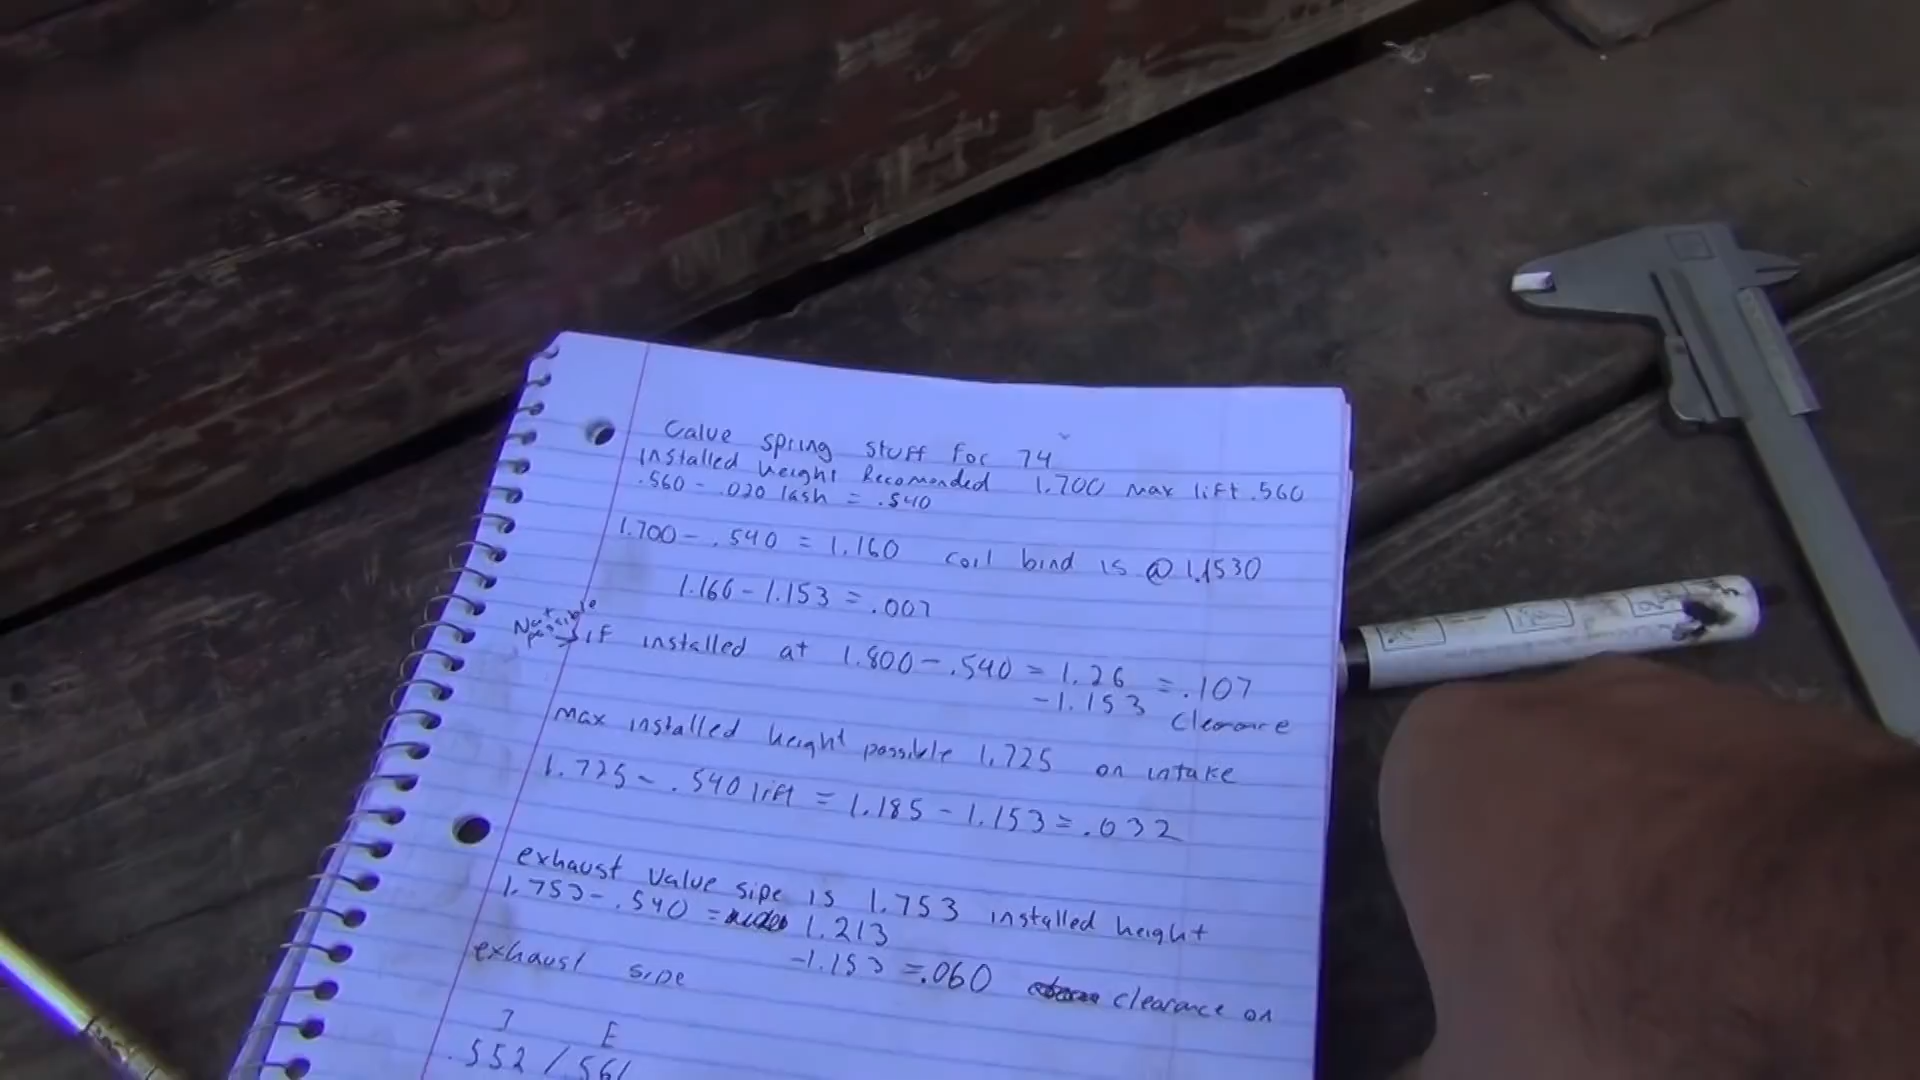 Calve spring stuff for 74
installed height Recomended 1.700 max lift .560
.560 - .020 lash = .540
1.700 - .540 = 1.160 coil bind is @ 1.1530
1.160 - 1.153 = .007
Not possible → if installed at 1.800 - .540 = 1.26 = .107
-1.153 Clearance
max installed height possible 1.725 on intake
1.725 - .540 lift = 1.185 - 1.153 = .032
exhaust value side is 1.753 installed height
1.753 - .540 = 1.213
-1.153 = .060 clearance on
exhaust side
I E
.552 / .561